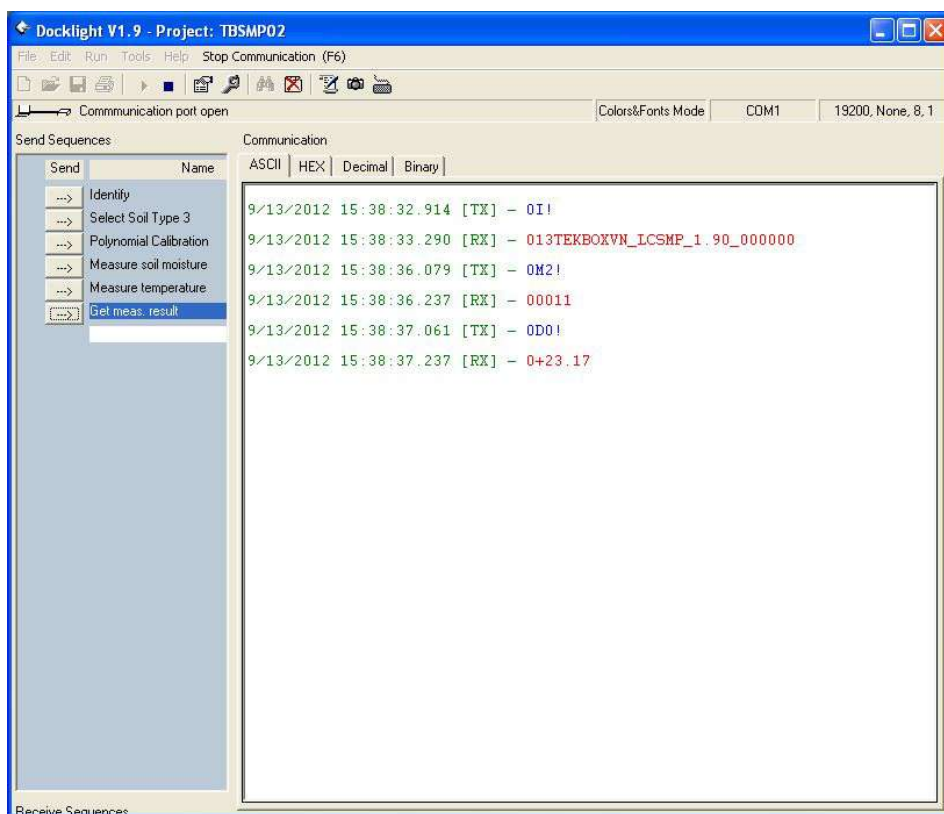 Docklight V1.9 - Project: TBSMP02
File Edit Run Tools Help Stop Communication (F6)
Commmunication port open Colors&Fonts Mode COM1 19200, None, 8, 1
Send Sequences
Send Name
---> Identify
---> Select Soil Type 3
---> Polynomial Calibration
---> Measure soil moisture
---> Measure temperature
---> Get meas. result
Communication
ASCII HEX Decimal Binary
9/13/2012 15:38:32.914 [TX] - 0I!
9/13/2012 15:38:33.290 [RX] - 013TEKBOXVN_LCSMP_1.90_000000
9/13/2012 15:38:36.079 [TX] - 0M2!
9/13/2012 15:38:36.237 [RX] - 00011
9/13/2012 15:38:37.061 [TX] - 0D0!
9/13/2012 15:38:37.237 [RX] - 0+23.17
Receive Sequences